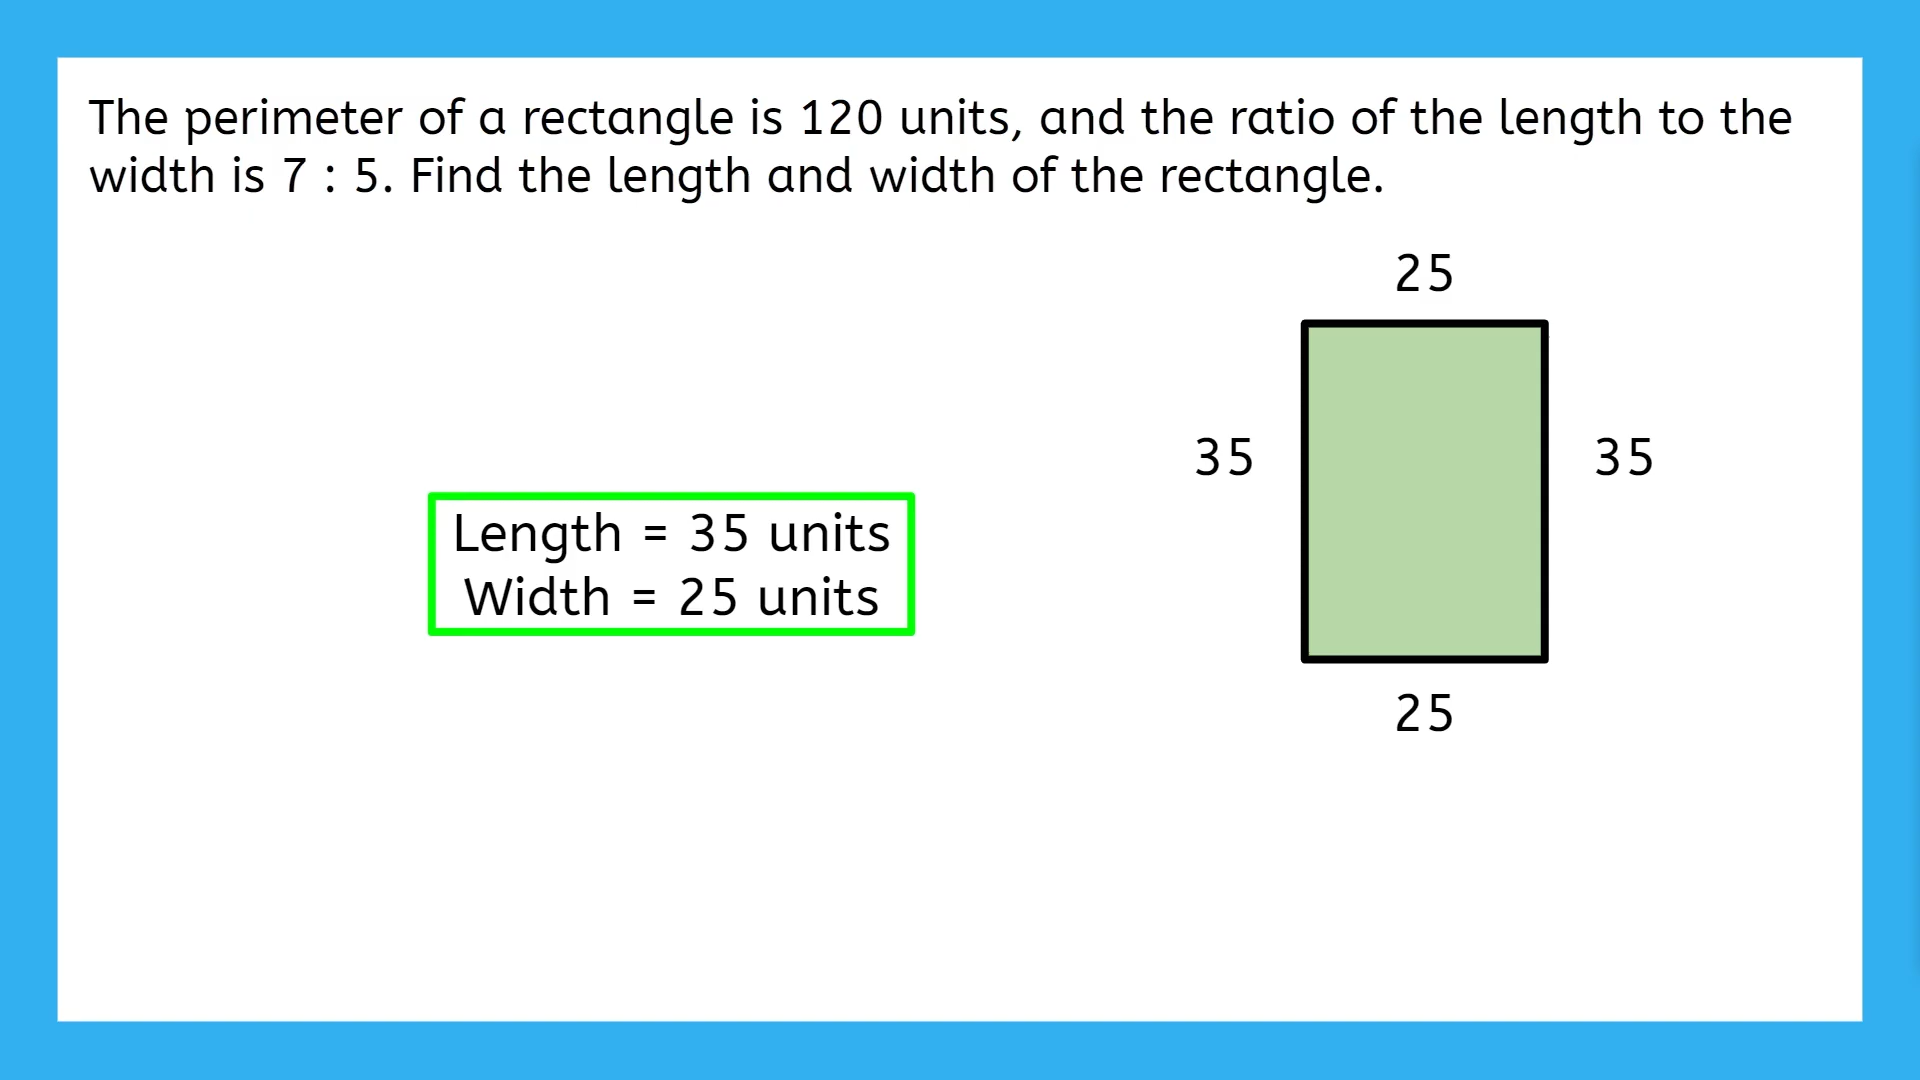 The perimeter of a rectangle is 120 units, and the ratio of the length to the
width is 7 : 5. Find the length and width of the rectangle.
25
35
35
Length = 35 units
Width = 25 units
25